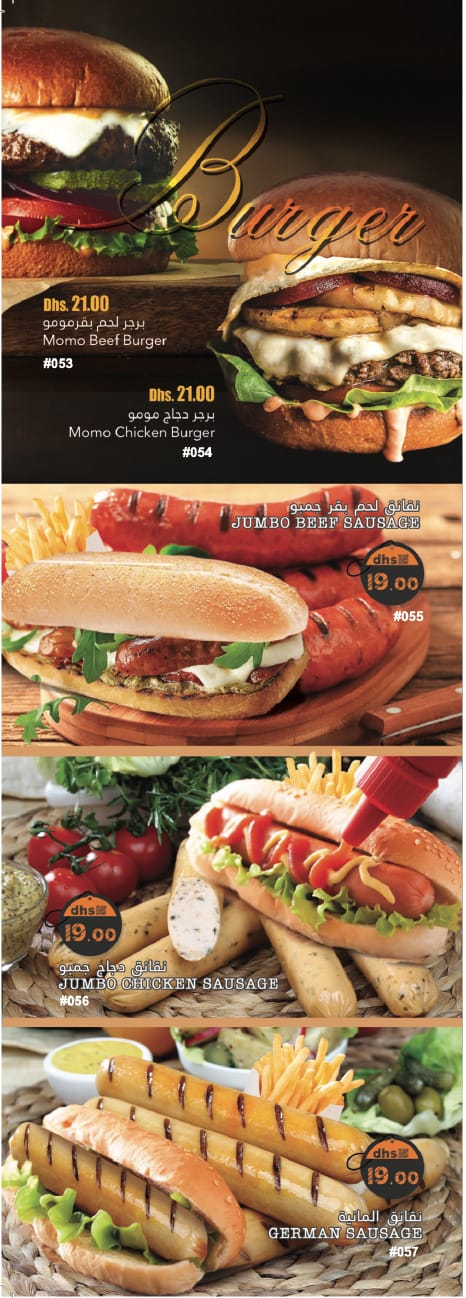 Burger
Dhs. 21.00
برجر لحم بقرمومو
Momo Beef Burger
#053
Dhs. 21.00
برجر دجاج مومو
Momo Chicken Burger
#054
نقانق لحم بقر جمبو
JUMBO BEEF SAUSAGE
dhs
19.00
#055
dhs
19.00
نقانق دجاج جمبو
JUMBO CHICKEN SAUSAGE
#056
dhs
19.00
نقانق المانية
GERMAN SAUSAGE
#057